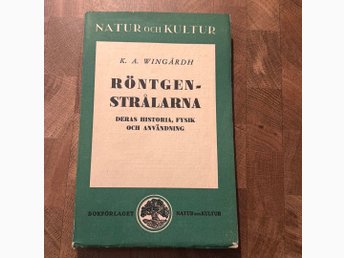 NATUR OCH KULTUR
K. A. WINGÅRDH
RÖNTGEN-
STRÅLARNA
DERAS HISTORIA, FYSIK
OCH ANVÄNDNING
BOKFÖRLAGET NATUR OCH KULTUR